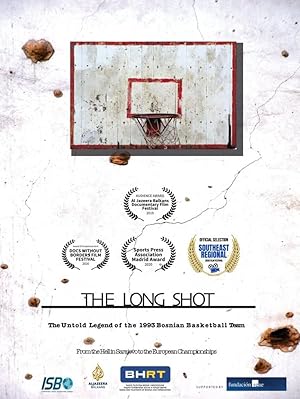 AUDIENCE AWARD
Al Jazeera Balkans
Documentary Film
Festival
2019
DOCS WITHOUT
BORDERS FILM
FESTIVAL
2020
Sports Press
Association
Madrid Award
2020
OFFICIAL SELECTION
SOUTHEAST
REGIONAL
THE LONG SHOT
The Untold Legend of the 1993 Bosnian Basketball Team
From the Hell in Sarajevo to the European Championships
ISB
ALJAZEERA
BALKANS
BHRT
SUPPORTED BY
fundación